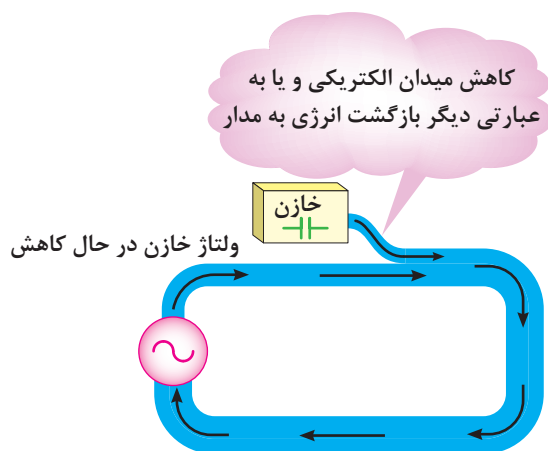 کاهش میدان الکتریکی و یا به
عبارتی دیگر بازگشت انرژی به مدار
خازن
ولتاژ خازن در حال کاهش